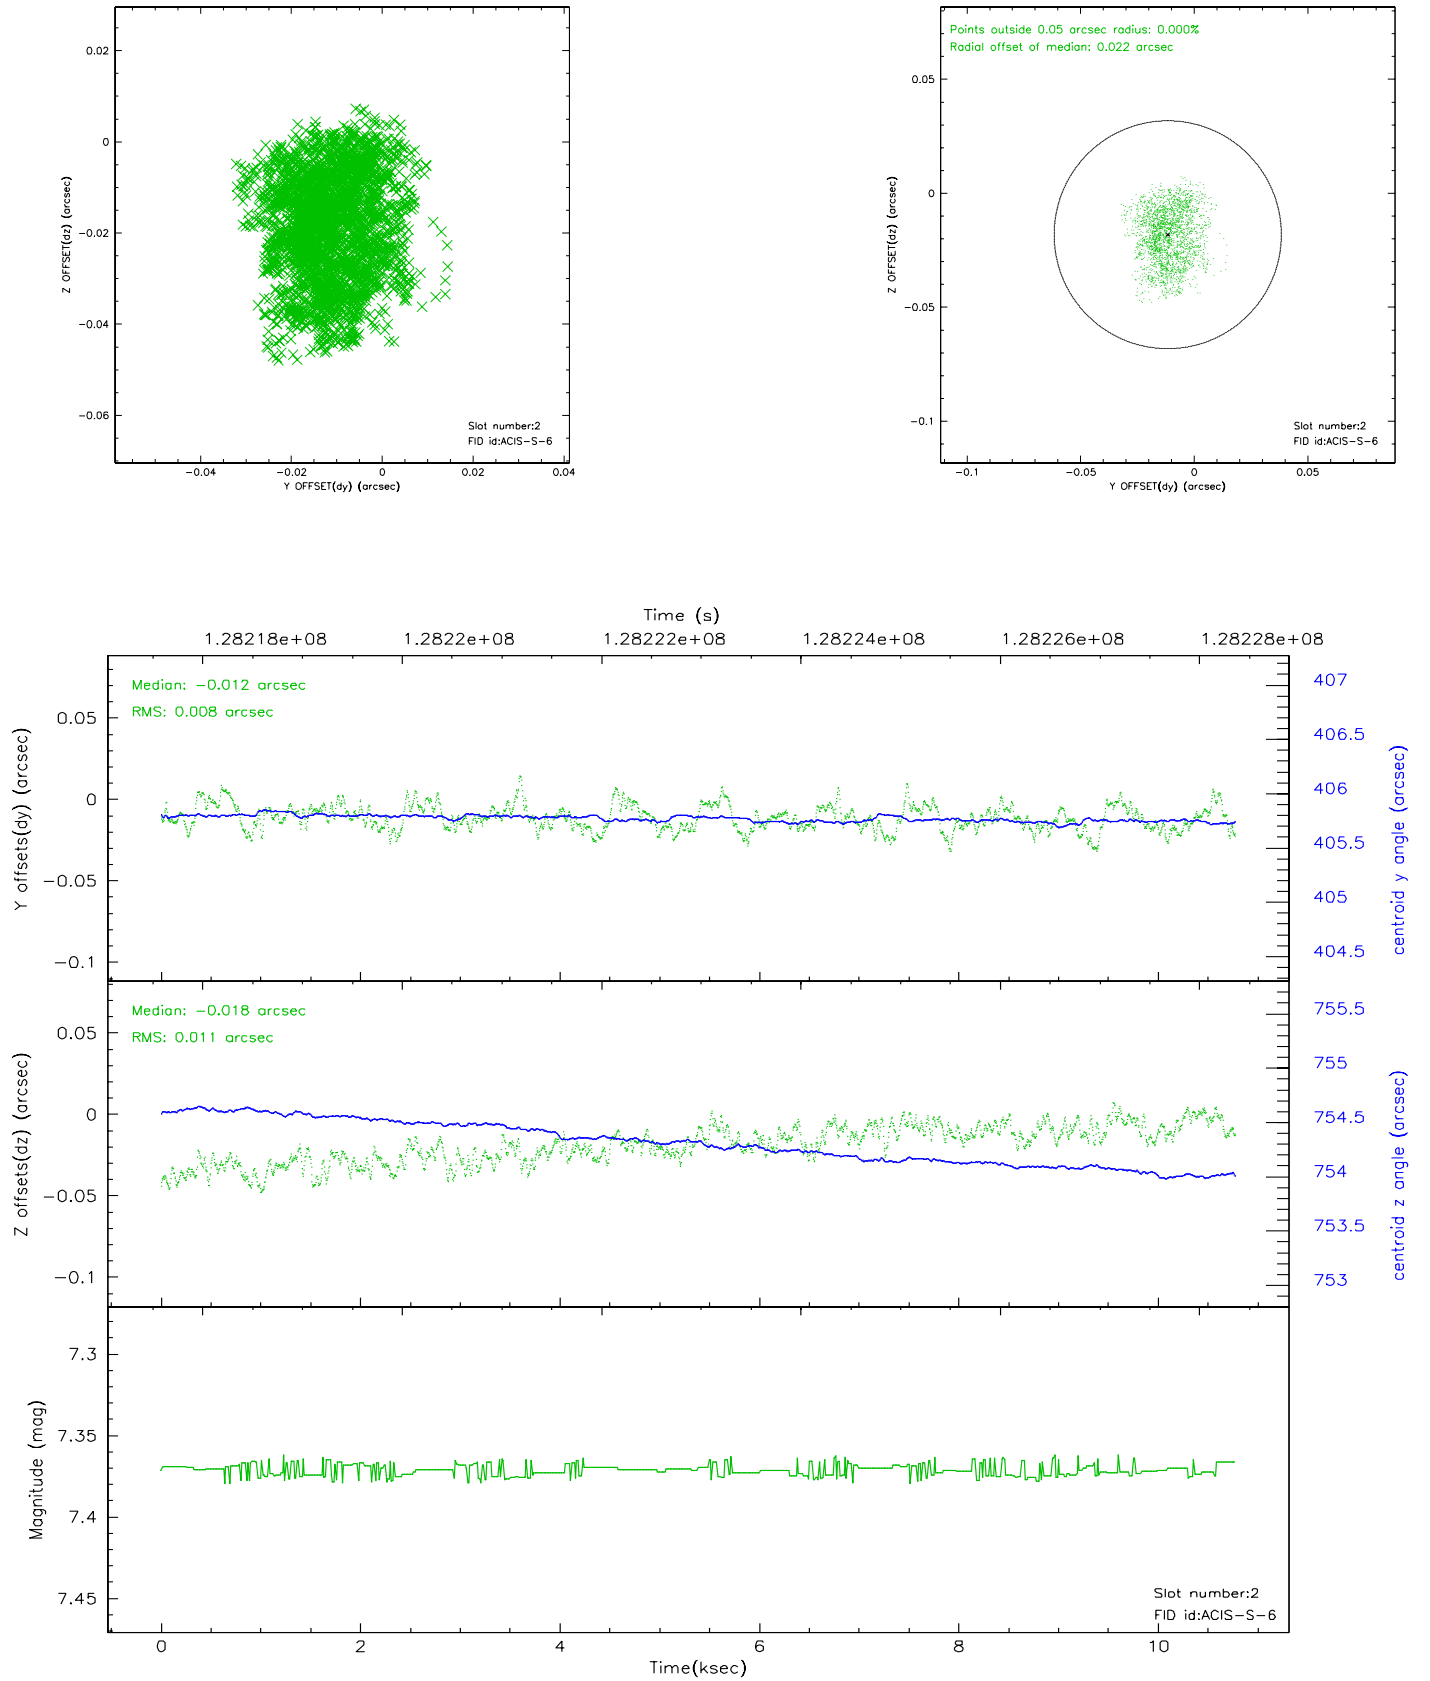 0.02
0
-0.02
-0.04
-0.06
Z OFFSET(dz) (arcsec)
Slot number:2
FID id:ACIS-S-6
-0.04
-0.02
0
0.02
0.04
Y OFFSET(dy) (arcsec)
Points outside 0.05 arcsec radius: 0.000%
Radial offset of median: 0.022 arcsec
0.05
0
-0.05
-0.1
Z OFFSET(dz) (arcsec)
Slot number:2
FID id:ACIS-S-6
-0.1
-0.05
0
0.05
Y OFFSET(dy) (arcsec)
Time (s)
1.28218e+08
1.2822e+08
1.28222e+08
1.28224e+08
1.28226e+08
1.28228e+08
Median: -0.012 arcsec
RMS: 0.008 arcsec
0.05
0
-0.05
-0.1
Y offsets(dy) (arcsec)
407
406.5
406
405.5
405
404.5
centroid y angle (arcsec)
Median: -0.018 arcsec
RMS: 0.011 arcsec
0.05
0
-0.05
-0.1
Z offsets(dz) (arcsec)
755.5
755
754.5
754
753.5
753
centroid z angle (arcsec)
7.3
7.35
7.4
7.45
Magnitude (mag)
Slot number:2
FID id:ACIS-S-6
0
2
4
6
8
10
Time(ksec)